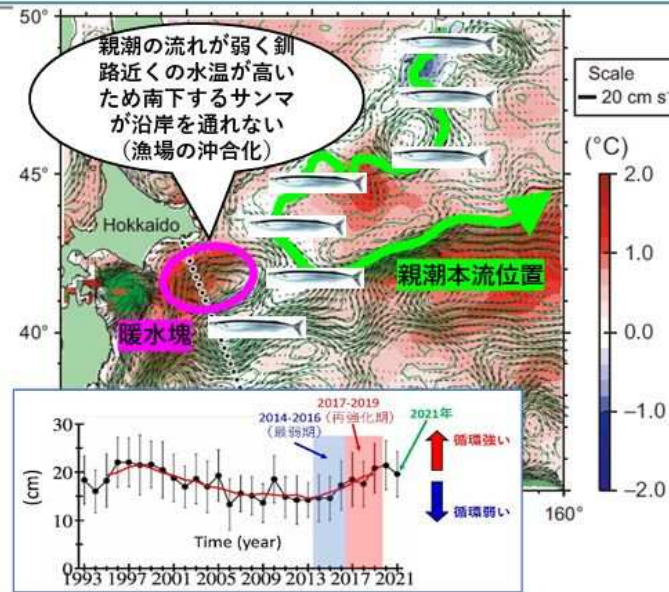 50°
親潮の流れが弱く釧
路近くの水温が高い
ため南下するサンマ
が沿岸を通れない
(漁場の沖合化)
Scale
20 cm s
45°
Hokkaido
(°C)
2.0
1.0
0.0
−1.0
−2.0
親潮本流位置
40°
暖水塊
2014-2016
(最弱期)
2017-2019
(再強化期)
2021年
循環強い
循環弱い
30
20
15
0
(cm)
Time (year)
1993 1997 2001 2005 2009 2013 2017 2021
160°